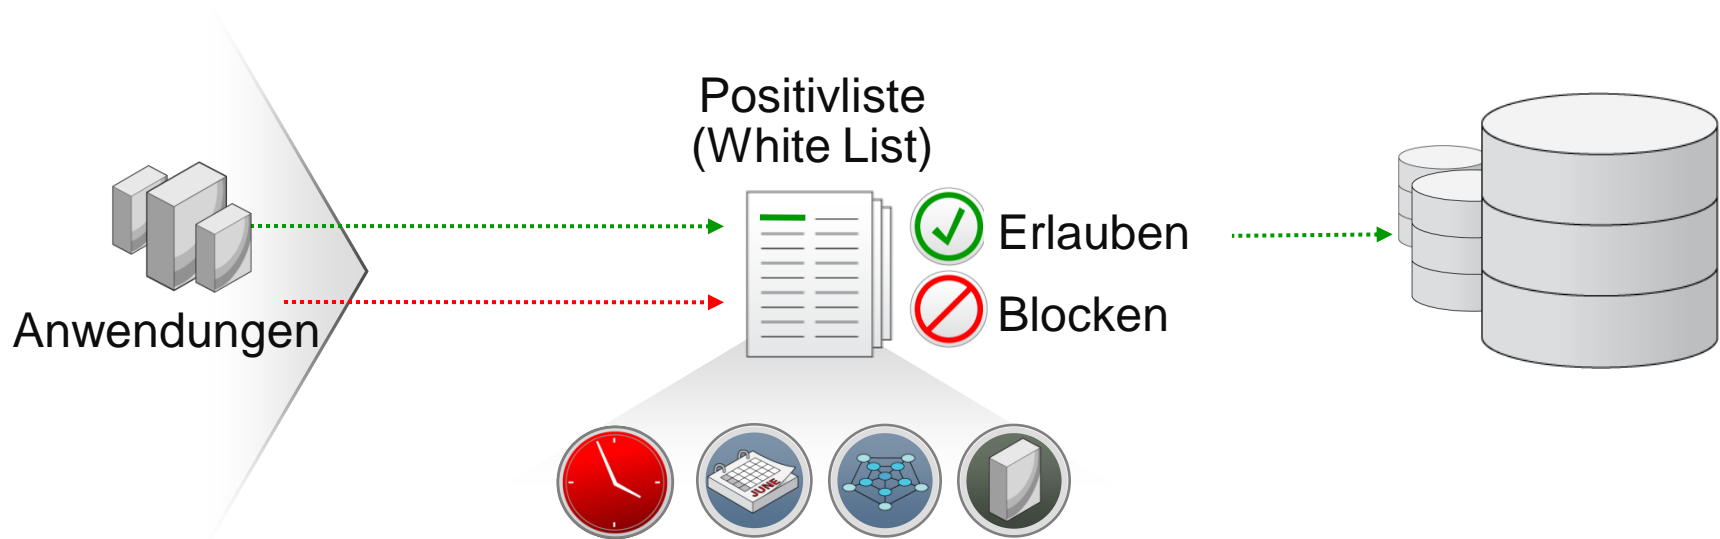 Positivliste
(White List)
Erlauben
Blocken
Anwendungen
JUNE